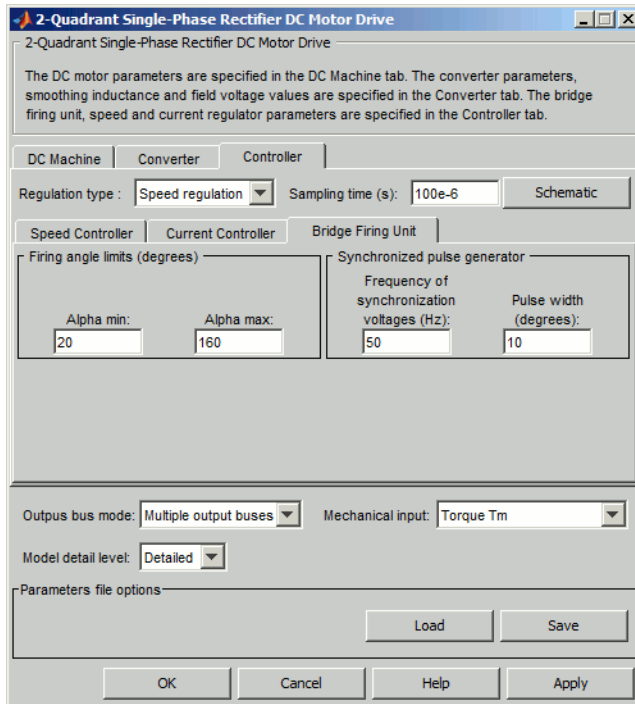 2-Quadrant Single-Phase Rectifier DC Motor Drive
2-Quadrant Single-Phase Rectifier DC Motor Drive
The DC motor parameters are specified in the DC Machine tab. The converter parameters,
smoothing inductance and field voltage values are specified in the Converter tab. The bridge
firing unit, speed and current regulator parameters are specified in the Controller tab.
DC Machine Converter Controller
Regulation type : Speed regulation Sampling time (s): 100e-6 Schematic
Speed Controller Current Controller Bridge Firing Unit
Firing angle limits (degrees)
Alpha min: Alpha max:
20 160
Synchronized pulse generator
Frequency of
synchronization
voltages (Hz):
50
Pulse width
(degrees):
10
Outpus bus mode: Multiple output buses Mechanical input: Torque Tm
Model detail level: Detailed
Parameters file options
Load Save
OK Cancel Help Apply